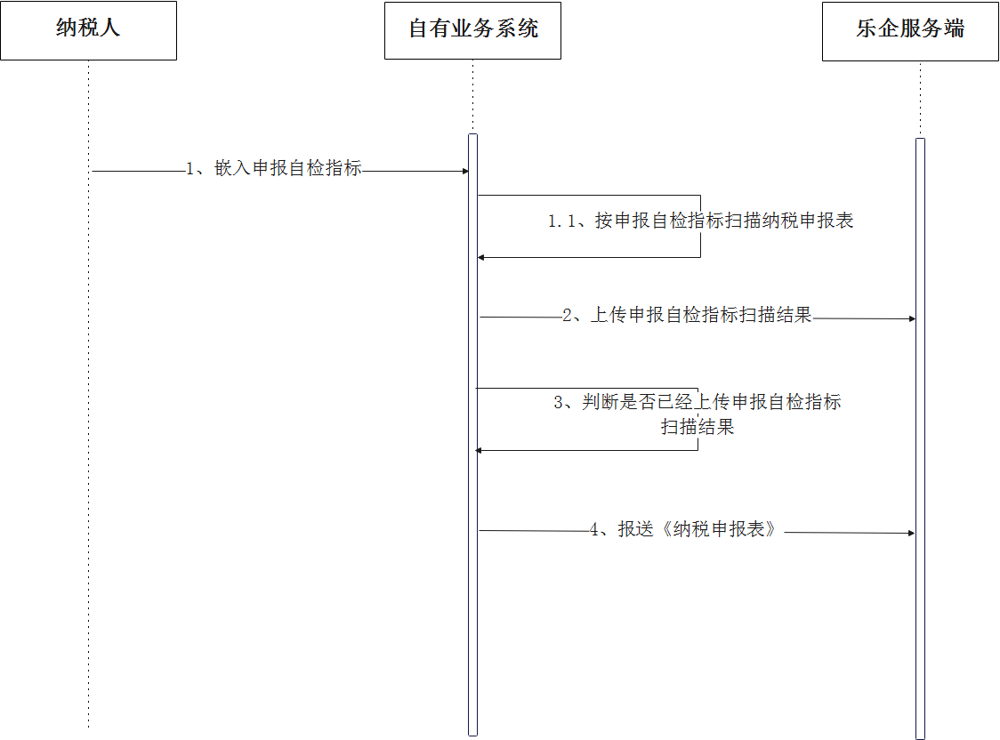 纳税人
自有业务系统
乐企服务端
1、嵌入申报自检指标
1.1、按申报自检指标扫描纳税申报表
2、上传申报自检指标扫描结果
3、判断是否已经上传申报自检指标
扫描结果
4、报送《纳税申报表》